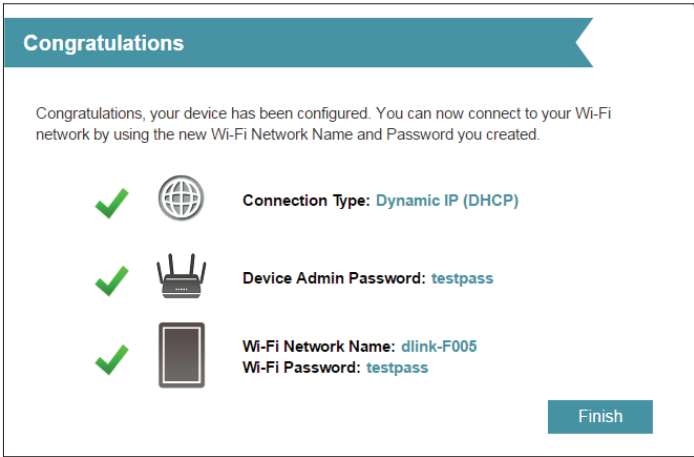 Congratulations
Congratulations, your device has been configured. You can now connect to your Wi-Fi
network by using the new Wi-Fi Network Name and Password you created.
Connection Type: Dynamic IP (DHCP)
Device Admin Password: testpass
Wi-Fi Network Name: dlink-F005
Wi-Fi Password: testpass
Finish